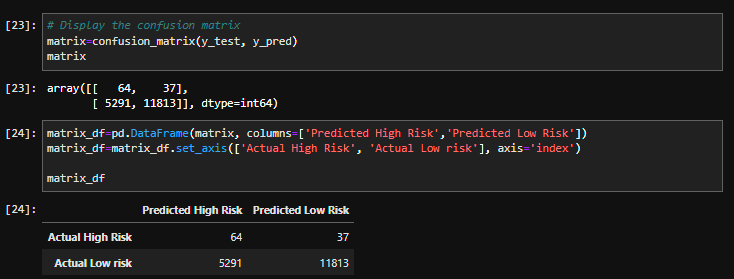 [23]: # Display the confusion matrix
matrix=confusion_matrix(y_test, y_pred)
matrix
[23]: array([[   64,    37],
       [ 5291, 11813]], dtype=int64)
[24]: matrix_df=pd.DataFrame(matrix, columns=['Predicted High Risk','Predicted Low Risk'])
matrix_df=matrix_df.set_axis(['Actual High Risk', 'Actual Low risk'], axis='index')
matrix_df
[24]:
Predicted High Risk Predicted Low Risk
Actual High Risk 64 37
Actual Low risk 5291 11813